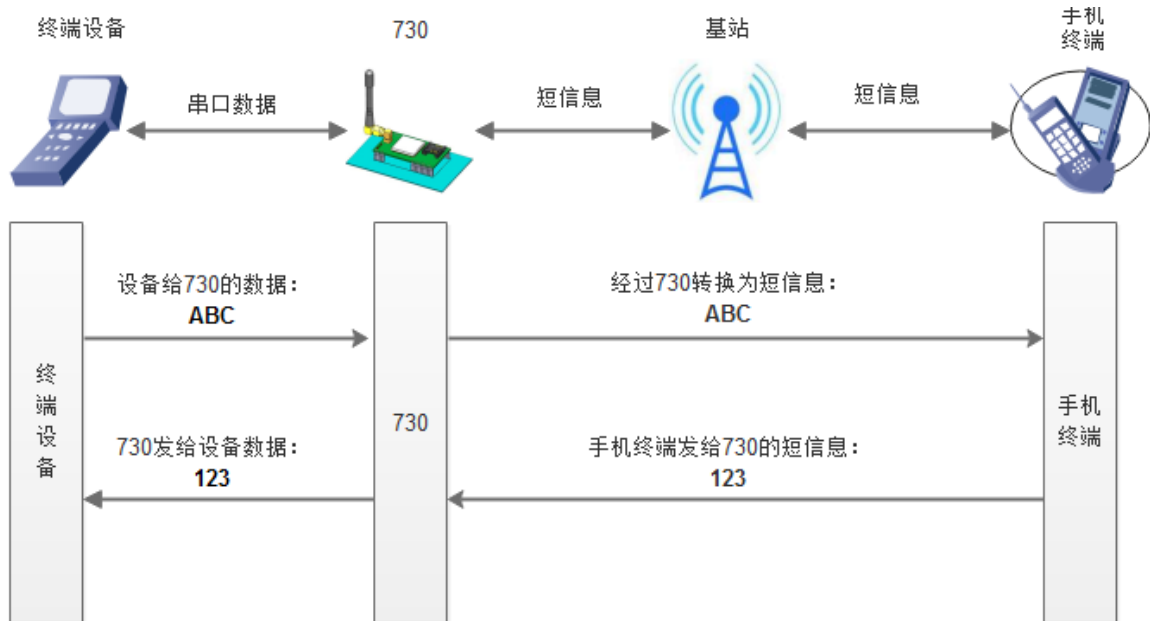 终端设备
730
基站
手机
终端
串口数据
短信息
短信息
设备给730的数据：
ABC
经过730转换为短信息：
ABC
终
端
设
备
730
手机
终端
730发给设备数据：
123
手机终端发给730的短信息：
123